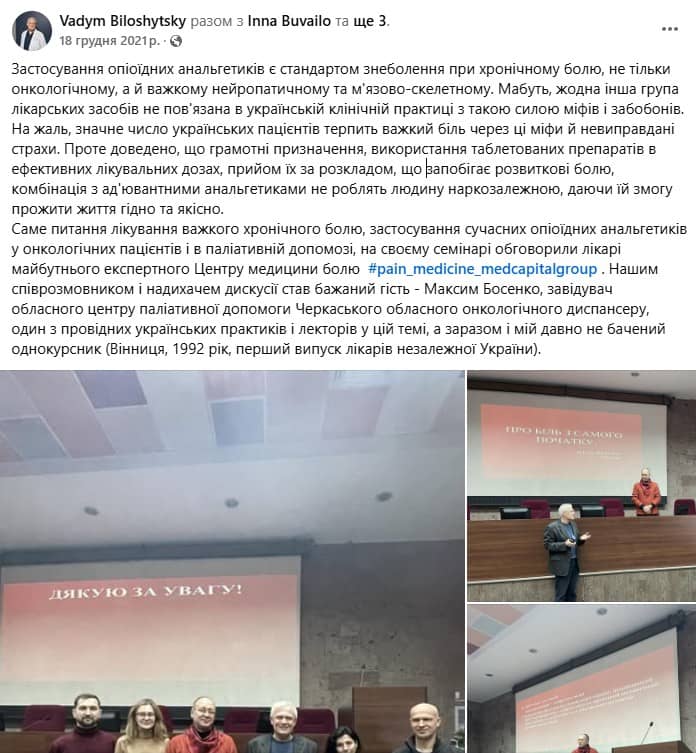 Vadym Biloshytsky разом з Inna Buvailo та ще 3.
18 грудня 2021 р. ·
Застосування опіоїдних анальгетиків є стандартом знеболення при хронічному болю, не тільки
онкологічному, а й важкому нейропатичному та м'язово-скелетному. Мабуть, жодна інша група
лікарських засобів не пов'язана в українській клінічній практиці з такою силою міфів і забобонів.
На жаль, значне число українських пацієнтів терпить важкий біль через ці міфи й невиправдані
страхи. Проте доведено, що грамотні призначення, використання таблетованих препаратів в
ефективних лікувальних дозах, прийом їх за розкладом, що запобігає розвиткові болю,
комбінація з ад'ювантними анальгетиками не роблять людину наркозалежною, даючи їй змогу
прожити життя гідно та якісно.
Саме питання лікування важкого хронічного болю, застосування сучасних опіоїдних анальгетиків
у онкологічних пацієнтів і в паліативній допомозі, на своєму семінарі обговорили лікарі
майбутнього експертного Центру медицини болю #pain_medicine_medcapitalgroup . Нашим
співрозмовником і надихачем дискусії став бажаний гість - Максим Босенко, завідувач
обласного центру паліативної допомоги Черкаського обласного онкологічного диспансеру,
один з провідних українських практиків і лекторів у цій темі, а заразом і мій давно не бачений
однокурсник (Вінниця, 1992 рік, перший випуск лікарів незалежної України).
ДЯКУЮ ЗА УВАГУ!
ПРО БІЛЬ З САМОГО
ПОЧАТКУ